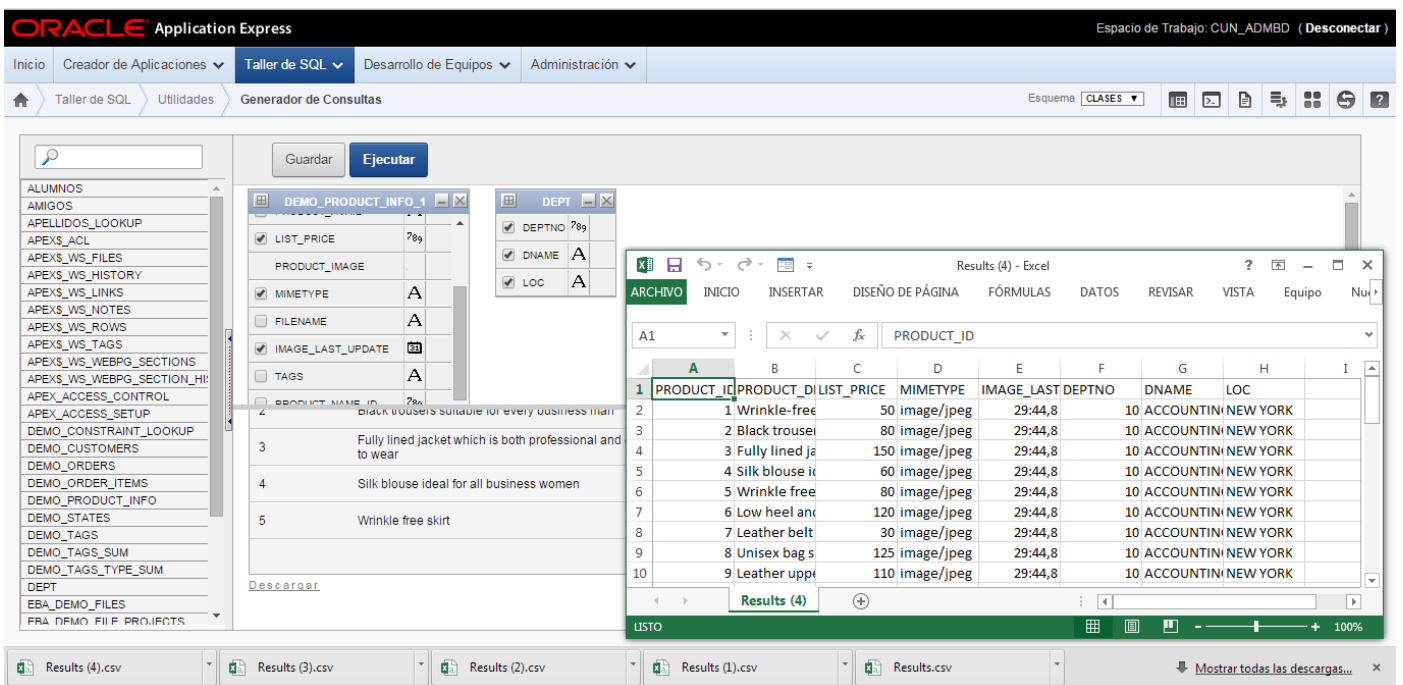 ORACLE Application Express
Espacio de Trabajo: CUN_ADMBD ( Desconectar )
Inicio Creador de Aplicaciones Taller de SQL Desarrollo de Equipos Administración
Taller de SQL Utilidades Generador de Consultas
Esquema CLASES
Guardar Ejecutar
ALUMNOS
AMIGOS
APELLIDOS_LOOKUP
APEX$_ACL
APEX$_WS_FILES
APEX$_WS_HISTORY
APEX$_WS_LINKS
APEX$_WS_NOTES
APEX$_WS_ROWS
APEX$_WS_TAGS
APEX$_WS_WEBPG_SECTIONS
APEX$_WS_WEBPG_SECTION_HI
APEX_ACCESS_CONTROL
APEX_ACCESS_SETUP
DEMO_CONSTRAINT_LOOKUP
DEMO_CUSTOMERS
DEMO_ORDERS
DEMO_ORDER_ITEMS
DEMO_PRODUCT_INFO
DEMO_STATES
DEMO_TAGS
DEMO_TAGS_SUM
DEMO_TAGS_TYPE_SUM
DEPT
EBA_DEMO_FILES
EBA_DEMO_FILE_PROJECTS
DEMO_PRODUCT_INFO_1
LIST_PRICE 789
PRODUCT_IMAGE
MIMETYPE A
FILENAME A
IMAGE_LAST_UPDATE 31
TAGS A
PRODUCT_NAME_ID 789
DEPT
DEPTNO 789
DNAME A
LOC A
2 Black trousers suitable for every business man
3 Fully lined jacket which is both professional and
to wear
4 Silk blouse ideal for all business women
5 Wrinkle free skirt
Descargar
Results (4) - Excel
ARCHIVO INICIO INSERTAR DISEÑO DE PÁGINA FÓRMULAS DATOS REVISAR VISTA Equipo Nu
A1 fx PRODUCT_ID
A B C D E F G H I
1 PRODUCT_ID PRODUCT_D LIST_PRICE MIMETYPE IMAGE_LAST DEPTNO DNAME LOC
2 1 Wrinkle-free 50 image/jpeg 29:44,8 10 ACCOUNTIN NEW YORK
3 2 Black trouser 80 image/jpeg 29:44,8 10 ACCOUNTIN NEW YORK
4 3 Fully lined ja 150 image/jpeg 29:44,8 10 ACCOUNTIN NEW YORK
5 4 Silk blouse id 60 image/jpeg 29:44,8 10 ACCOUNTIN NEW YORK
6 5 Wrinkle free 80 image/jpeg 29:44,8 10 ACCOUNTIN NEW YORK
7 6 Low heel and 120 image/jpeg 29:44,8 10 ACCOUNTIN NEW YORK
8 7 Leather belt 30 image/jpeg 29:44,8 10 ACCOUNTIN NEW YORK
9 8 Unisex bag s 125 image/jpeg 29:44,8 10 ACCOUNTIN NEW YORK
10 9 Leather uppe 110 image/jpeg 29:44,8 10 ACCOUNTIN NEW YORK
Results (4)
LISTO 100%
Results (4).csv Results (3).csv Results (2).csv Results (1).csv Results.csv Mostrar todas las descargas...